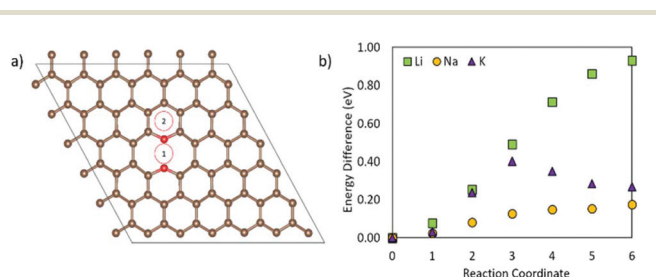 a)
2
1
b)
Energy Difference (eV)
1.00
0.80
0.60
0.40
0.20
0.00
Li Na K
0 1 2 3 4 5 6
Reaction Coordinate